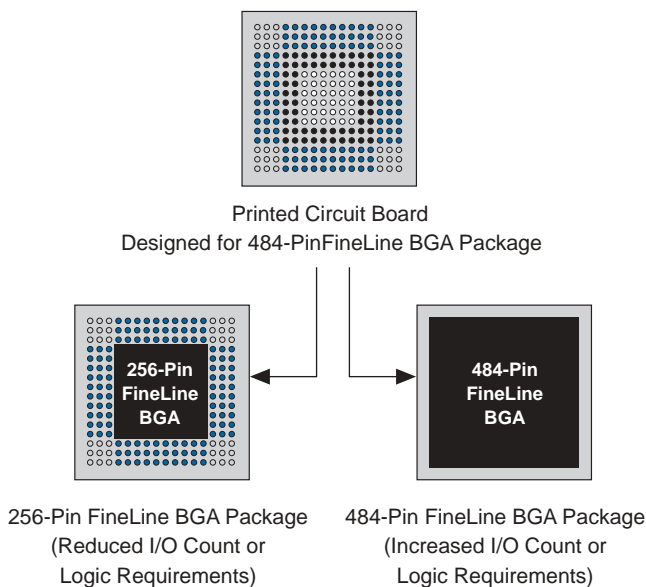 Printed Circuit Board
Designed for 484-PinFineLine BGA Package
256-Pin
FineLine
BGA
484-Pin
FineLine
BGA
256-Pin FineLine BGA Package
(Reduced I/O Count or
Logic Requirements)
484-Pin FineLine BGA Package
(Increased I/O Count or
Logic Requirements)